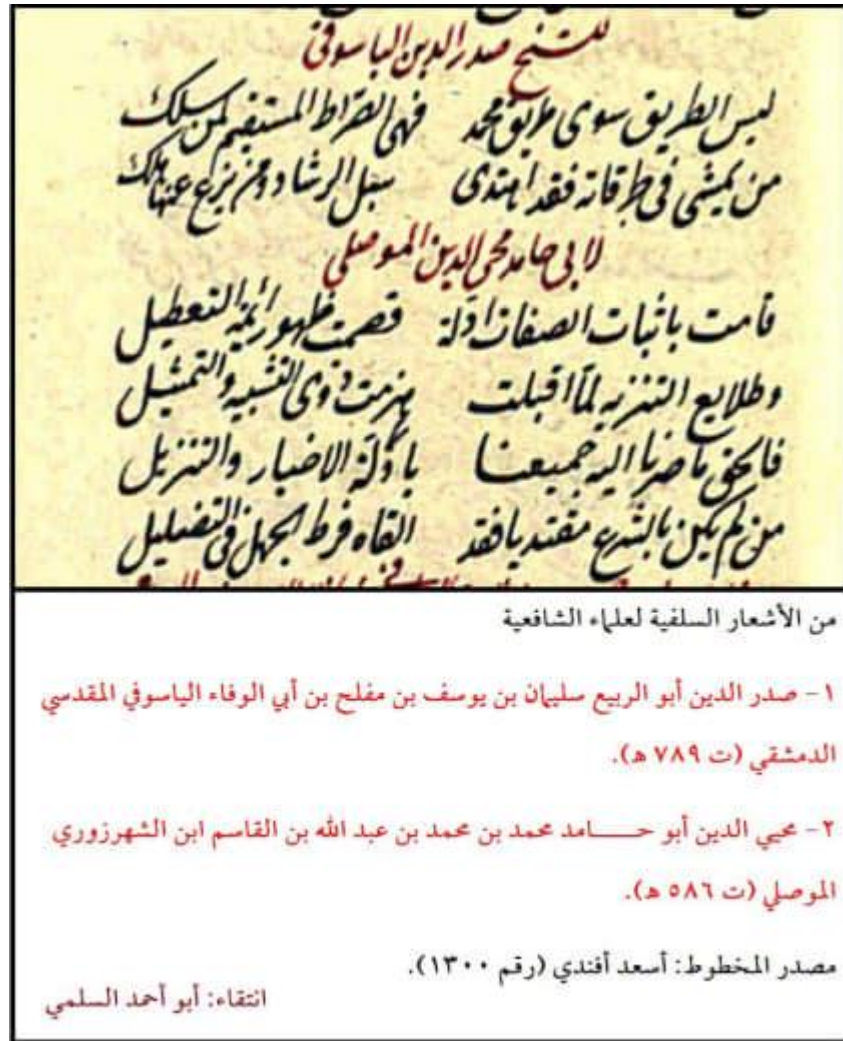 للشيخ صدر الدين الياسوفي
ليس الطريق سوى طريق محمد فهي الصراط المستقيم لمن سلك
من يمشي في طرقاته فقد اهتدى سبل الرشاد ومن يزغ عنها هلك
لابي حامد محي الدين الموصلي
قامت باثبات الصفات ادلة قصمت ظهور ائمة التعطيل
وطلايع التنزيه لما اقبلت هزمت ذوى التشبيه والتمثيل
فالحق ما صرنا اليه جميعنا بادلة الاخبار والتنزيل
من لم يكن بالشرع مقتديا فقد القاه فرط الجهل في التضليل
من الأشعار السلفية لعلماء الشافعية
١- صدر الدين أبو الربيع سليمان بن يوسف بن مفلح بن أبي الوفاء الياسوفي المقدسي
الدمشقي (ت ٧٨٩ هـ).
٢- محيي الدين أبو حــــامد محمد بن محمد بن عبد الله بن القاسم ابن الشهرزوري
الموصلي (ت ٥٨٦ هـ).
مصدر المخطوط: أسعد أفندي (رقم ١٣٠٠).
انتقاء: أبو أحمد السلمي